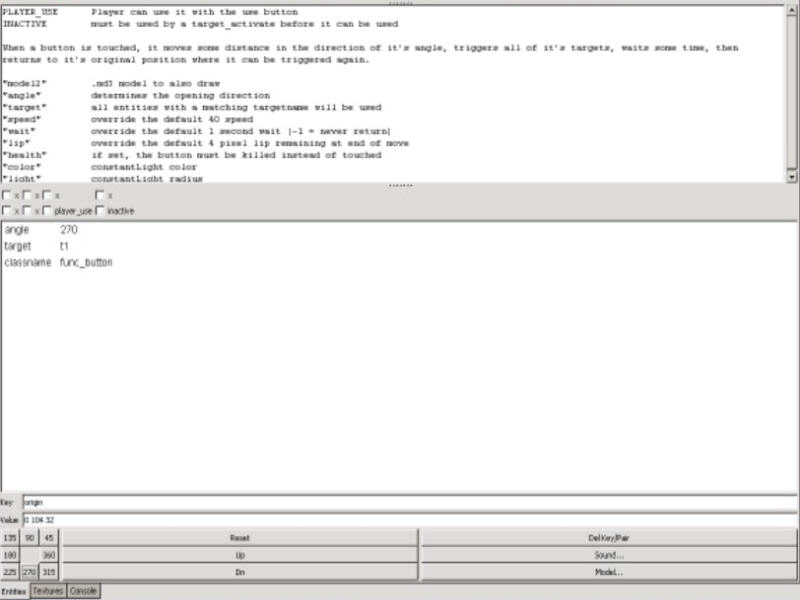 PLAYER_USE Player can use it with the use button
INACTIVE must be used by a target_activate before it can be used
When a button is touched, it moves some distance in the direction of it's angle, triggers all of it's targets, waits some time, then
returns to it's original position where it can be triggered again.
"model2" .md3 model to also draw
"angle" determines the opening direction
"target" all entities with a matching targetname will be used
"speed" override the default 40 speed
"wait" override the default 1 second wait (-1 = never return)
"lip" override the default 4 pixel lip remaining at end of move
"health" if set, the button must be killed instead of touched
"color" constantLight color
"light" constantLight radius
x x x x
x x player_use inactive
angle 270
target t1
classname func_button
Key origin
Value 0 104 32
135 90 45 Reset Del Key/Pair
180 360 Up Sound...
225 270 315 Dn Model...
Entities Textures Console